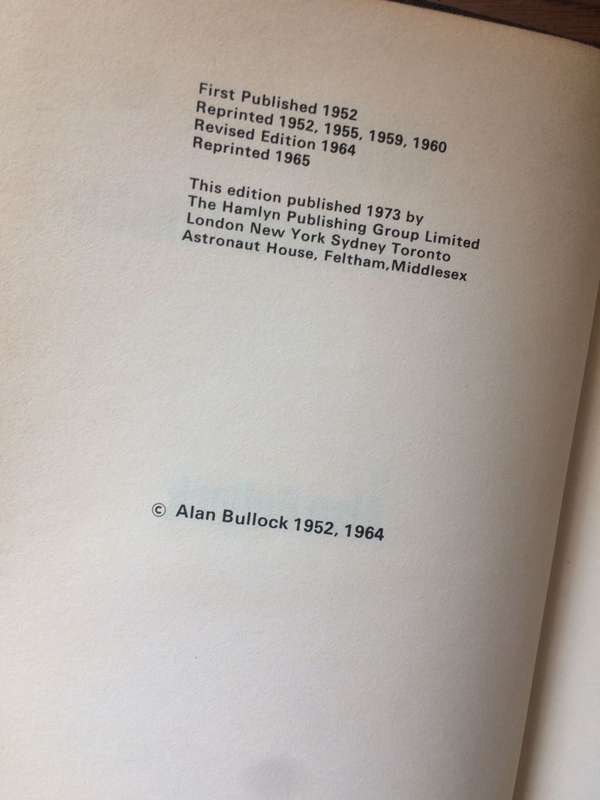 First Published 1952
Reprinted 1952, 1955, 1959, 1960
Revised Edition 1964
Reprinted 1965
This edition published 1973 by
The Hamlyn Publishing Group Limited
London New York Sydney Toronto
Astronaut House, Feltham,Middlesex
© Alan Bullock 1952, 1964